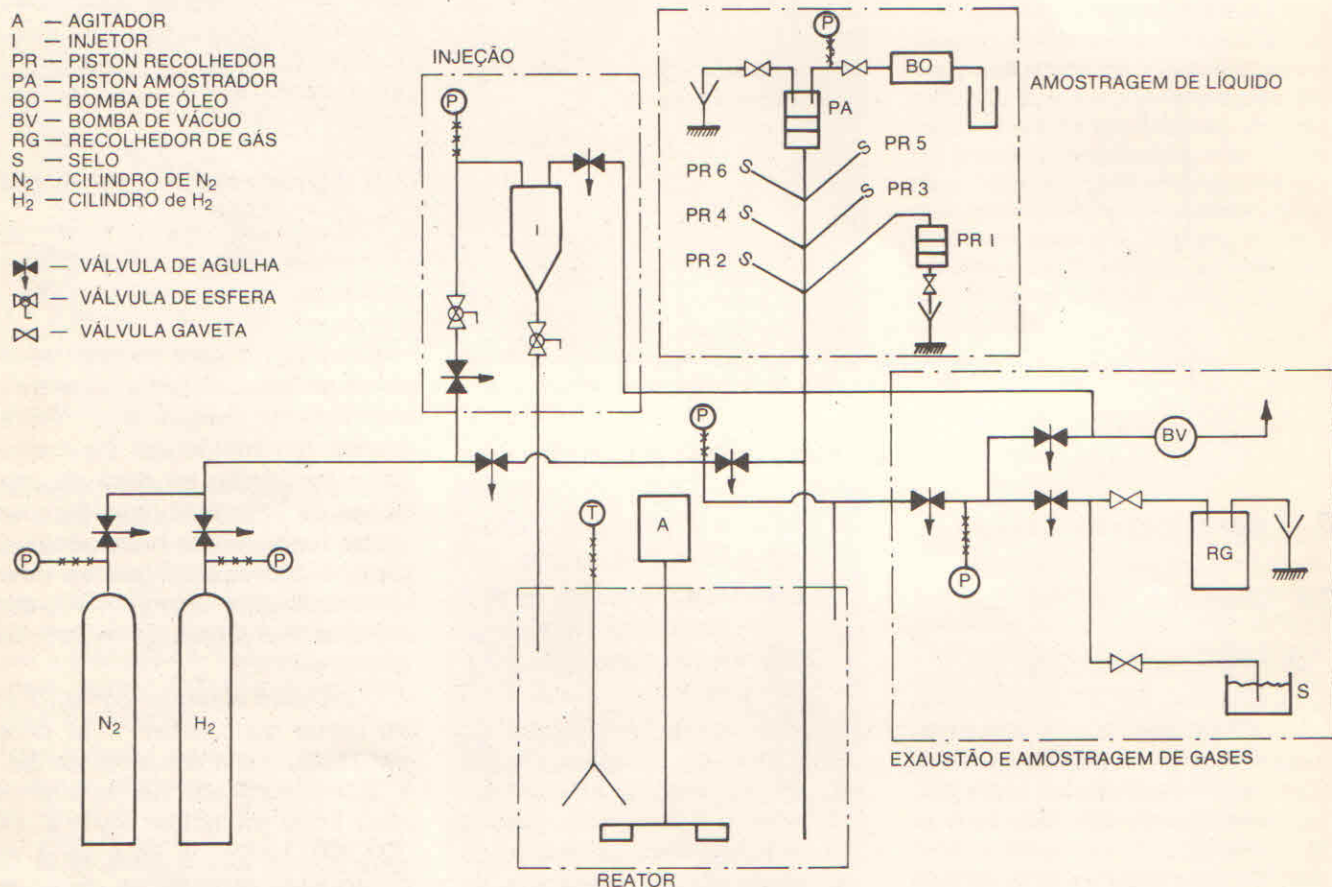 A — AGITADOR
I — INJETOR
PR — PISTON RECOLHEDOR
PA — PISTON AMOSTRADOR
BO — BOMBA DE ÓLEO
BV — BOMBA DE VÁCUO
RG — RECOLHEDOR DE GÁS
S — SELO
N₂ — CILINDRO DE N₂
H₂ — CILINDRO de H₂
— VÁLVULA DE AGULHA
— VÁLVULA DE ESFERA
— VÁLVULA GAVETA
INJEÇÃO
P
I
P
BO
PA
AMOSTRAGEM DE LÍQUIDO
S PR 5
PR 6 S
S PR 3
PR 4 S
PR I
PR 2 S
P
BV
T
A
P
RG
P
P
N₂
H₂
S
EXAUSTÃO E AMOSTRAGEM DE GASES
REATOR